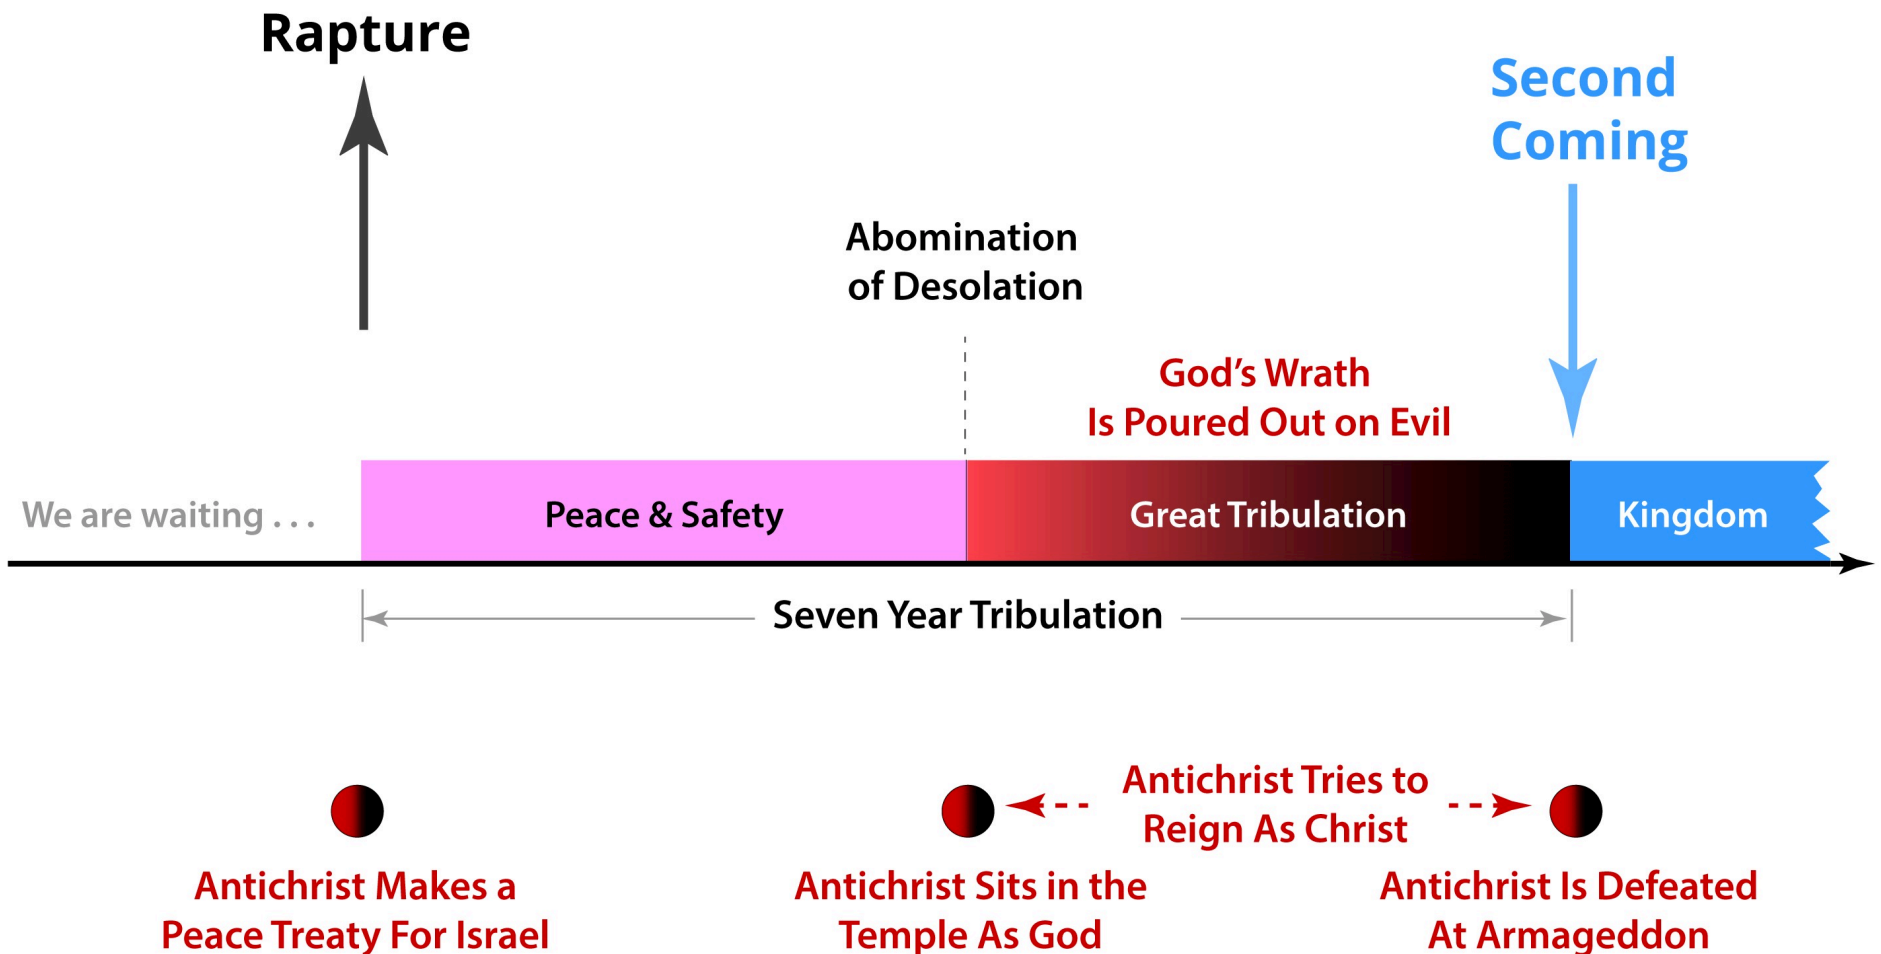 Rapture
Second
Coming
Abomination
of Desolation
God’s Wrath
Is Poured Out on Evil
We are waiting . . .
Peace & Safety
Great Tribulation
Kingdom
Seven Year Tribulation
Antichrist Tries to
Reign As Christ
Antichrist Makes a
Peace Treaty For Israel
Antichrist Sits in the
Temple As God
Antichrist Is Defeated
At Armageddon